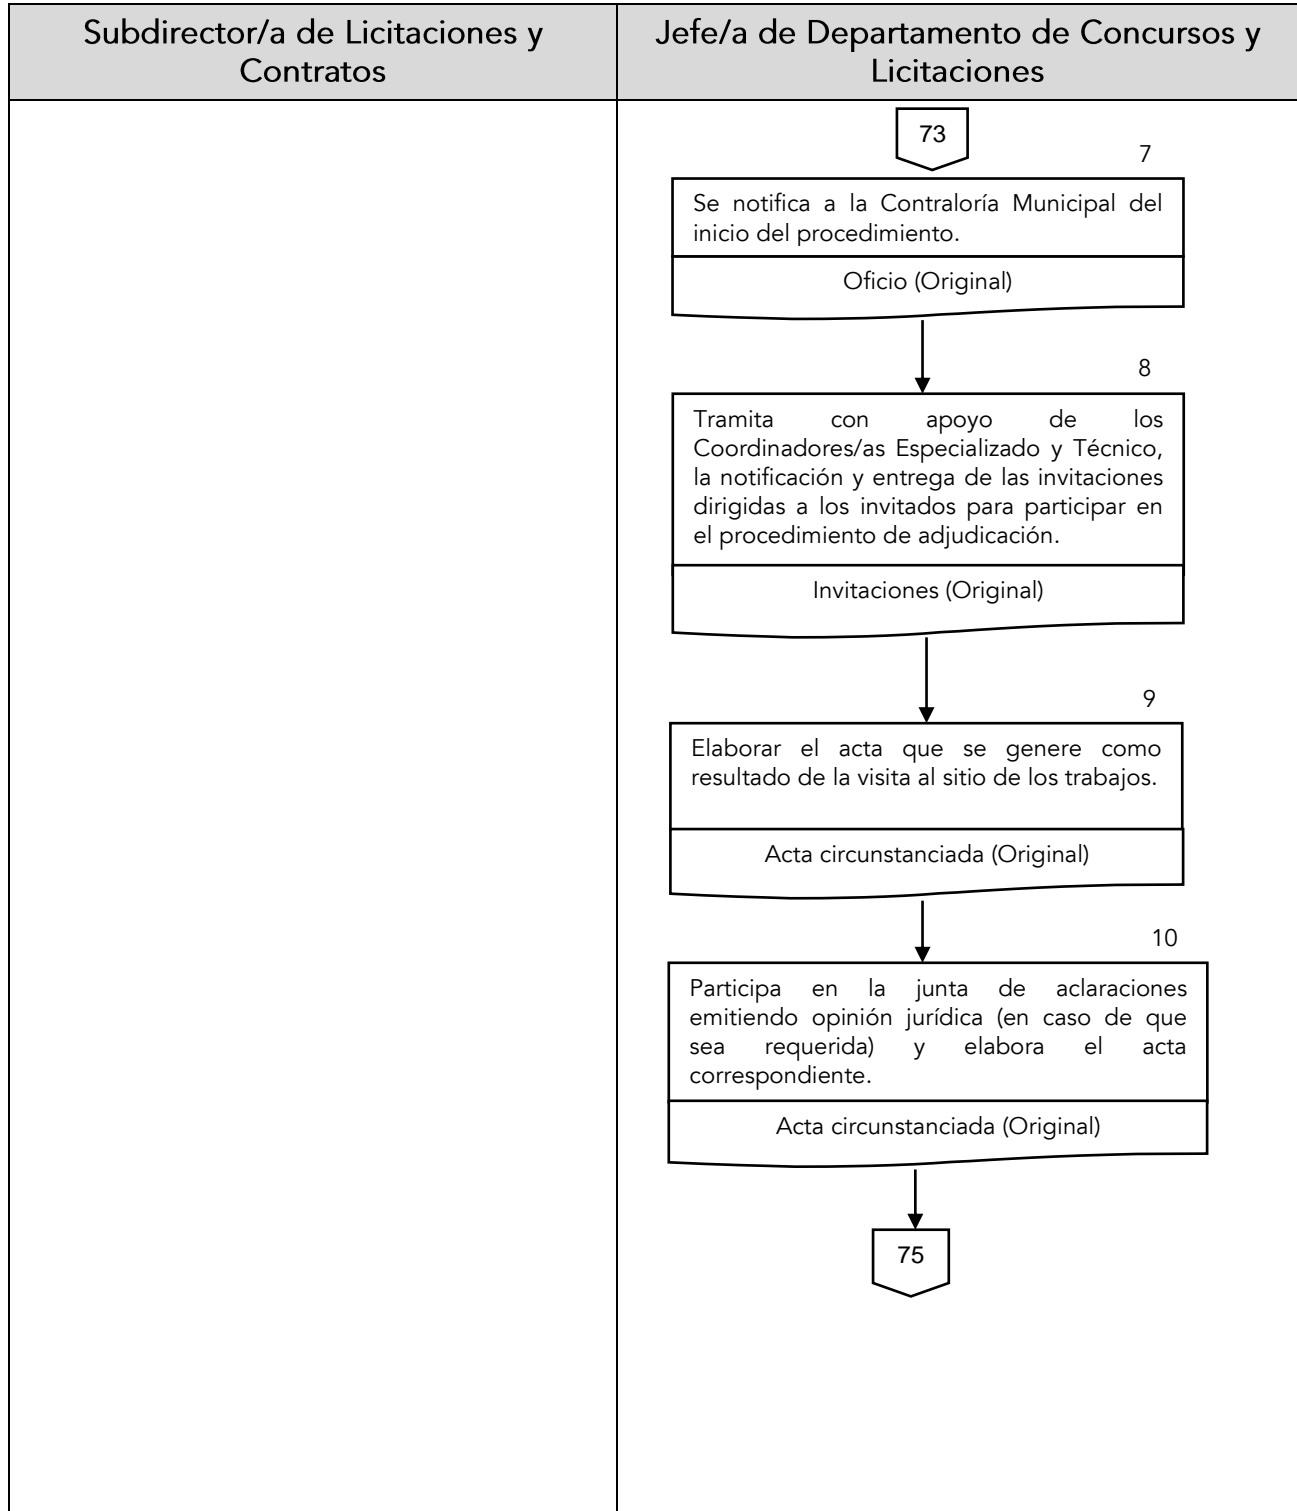 Subdirector/a de Licitaciones y
Contratos
Jefe/a de Departamento de Concursos y
Licitaciones
73
7
Se notifica a la Contraloría Municipal del
inicio del procedimiento.
Oficio (Original)
8
Tramita con apoyo de los
Coordinadores/as Especializado y Técnico,
la notificación y entrega de las invitaciones
dirigidas a los invitados para participar en
el procedimiento de adjudicación.
Invitaciones (Original)
9
Elaborar el acta que se genere como
resultado de la visita al sitio de los trabajos.
Acta circunstanciada (Original)
10
Participa en la junta de aclaraciones
emitiendo opinión jurídica (en caso de que
sea requerida) y elabora el acta
correspondiente.
Acta circunstanciada (Original)
75